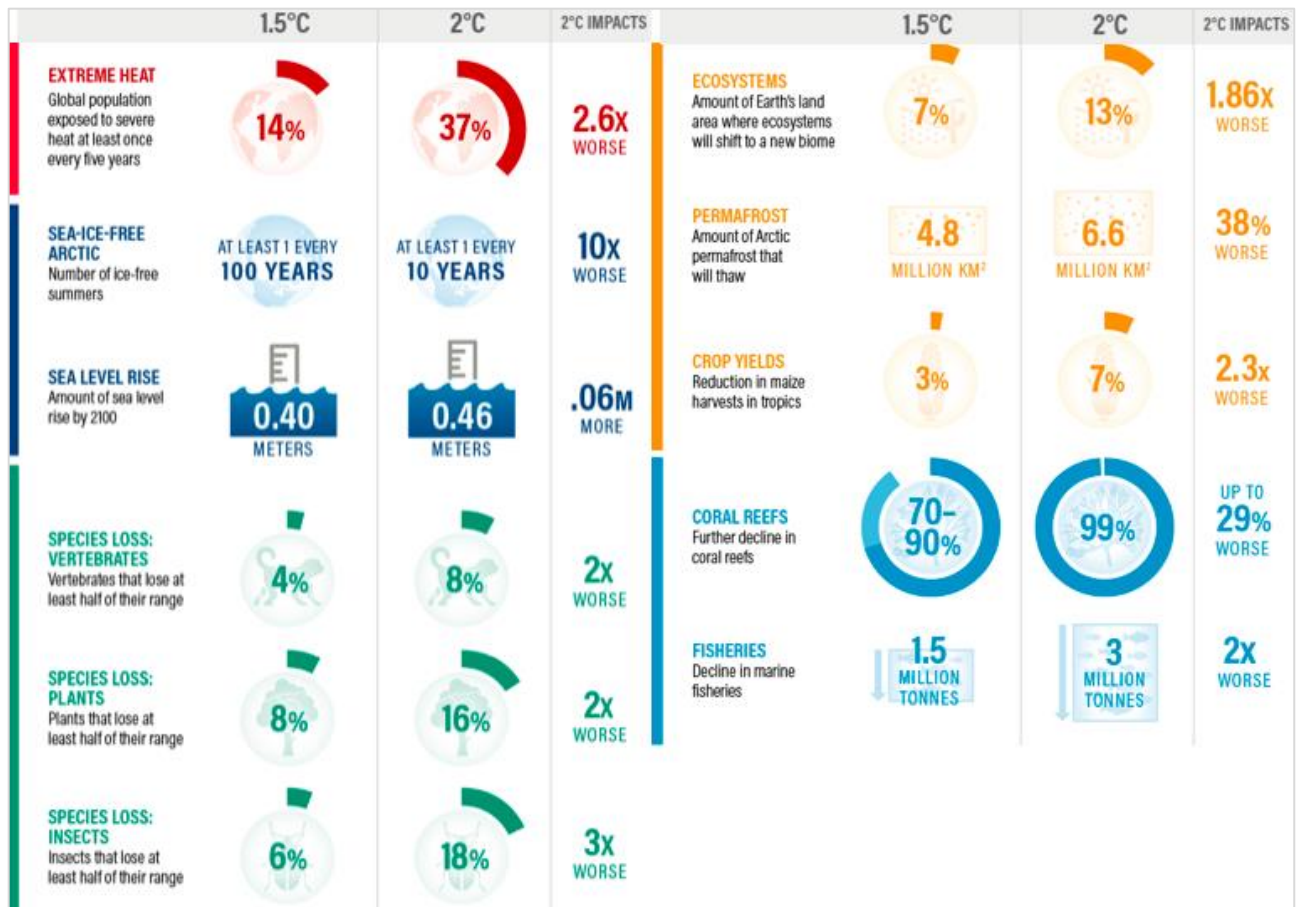 1.5°C 2°C 2°C IMPACTS
EXTREME HEAT
Global population
exposed to severe
heat at least once
every five years
14%
37%
2.6x
WORSE
SEA-ICE-FREE
ARCTIC
Number of ice-free
summers
AT LEAST 1 EVERY
100 YEARS
AT LEAST 1 EVERY
10 YEARS
10x
WORSE
SEA LEVEL RISE
Amount of sea level
rise by 2100
0.40
METERS
0.46
METERS
.06M
MORE
SPECIES LOSS:
VERTEBRATES
Vertebrates that lose at
least half of their range
4%
8%
2x
WORSE
SPECIES LOSS:
PLANTS
Plants that lose at
least half of their range
8%
16%
2x
WORSE
SPECIES LOSS:
INSECTS
Insects that lose at
least half of their range
6%
18%
3x
WORSE
1.5°C 2°C 2°C IMPACTS
ECOSYSTEMS
Amount of Earth's land
area where ecosystems
will shift to a new biome
7%
13%
1.86x
WORSE
PERMAFROST
Amount of Arctic
permafrost that
will thaw
4.8
MILLION KM²
6.6
MILLION KM²
38%
WORSE
CROP YIELDS
Reduction in maize
harvests in tropics
3%
7%
2.3x
WORSE
CORAL REEFS
Further decline in
coral reefs
70–
90%
99%
UP TO
29%
WORSE
FISHERIES
Decline in marine
fisheries
1.5
MILLION
TONNES
3
MILLION
TONNES
2x
WORSE